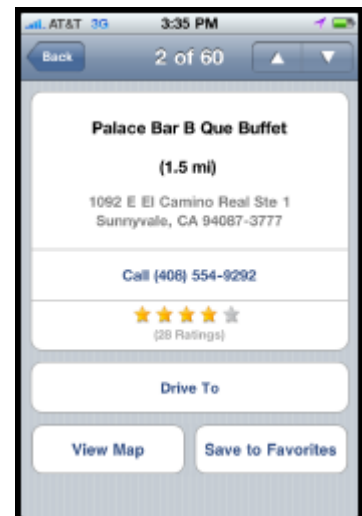 AT&T 3G 3:35 PM
Back 2 of 60
Palace Bar B Que Buffet
(1.5 mi)
1092 E El Camino Real Ste 1
Sunnyvale, CA 94087-3777
Call (408) 554-9292
(28 Ratings)
Drive To
View Map Save to Favorites